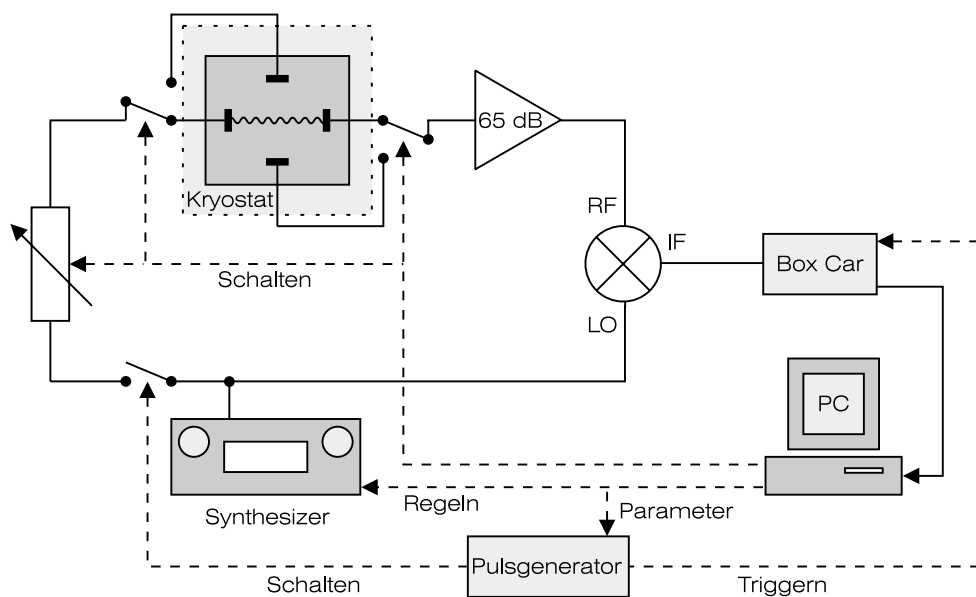 65 dB
Kryostat
RF
IF
Box Car
Schalten
LO
PC
Synthesizer
Regeln
Parameter
Pulsgenerator
Schalten
Triggern